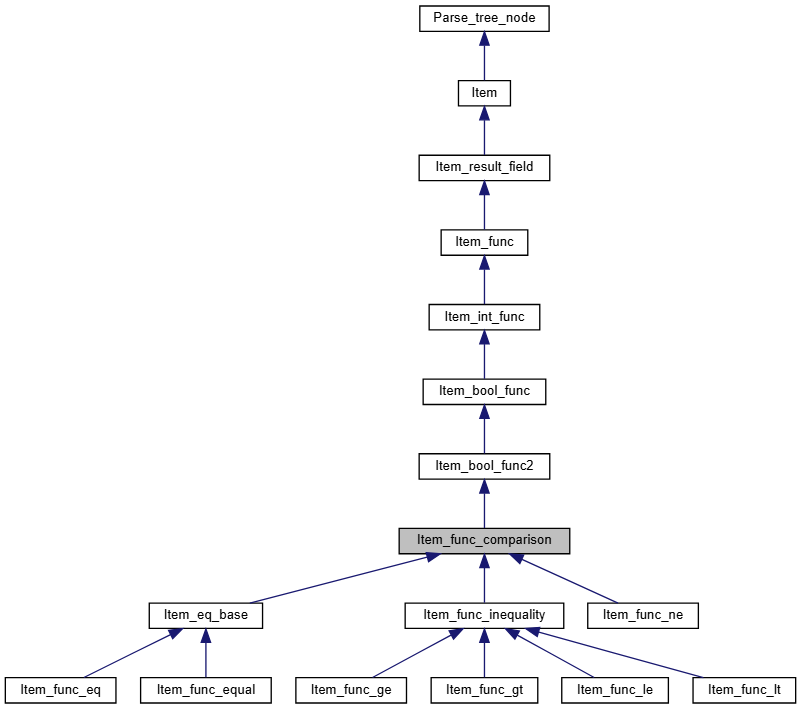 Parse_tree_node
Item
Item_result_field
Item_func
Item_int_func
Item_bool_func
Item_bool_func2
Item_func_comparison
Item_eq_base
Item_func_inequality
Item_func_ne
Item_func_eq
Item_func_equal
Item_func_ge
Item_func_gt
Item_func_le
Item_func_lt